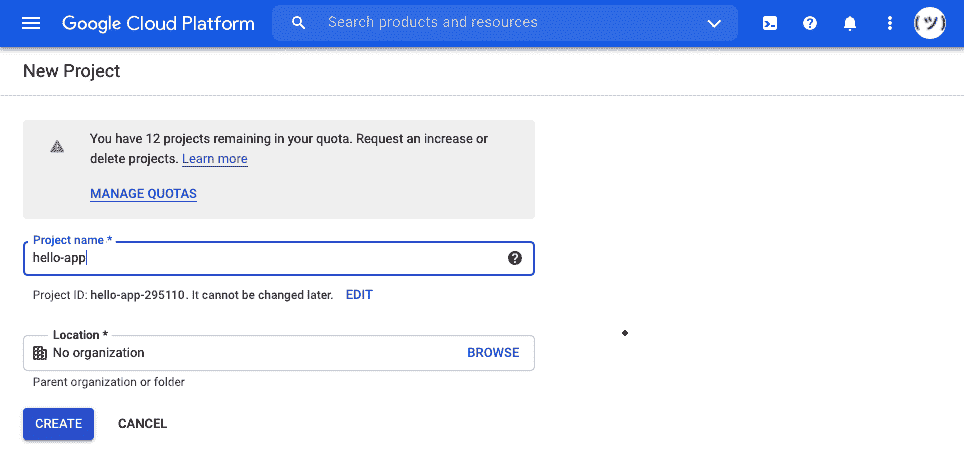 Google Cloud Platform
Search products and resources
(ツ)
New Project
You have 12 projects remaining in your quota. Request an increase or
delete projects. Learn more
MANAGE QUOTAS
Project name *
hello-app
Project ID: hello-app-295110. It cannot be changed later. EDIT
Location *
No organization BROWSE
Parent organization or folder
CREATE CANCEL